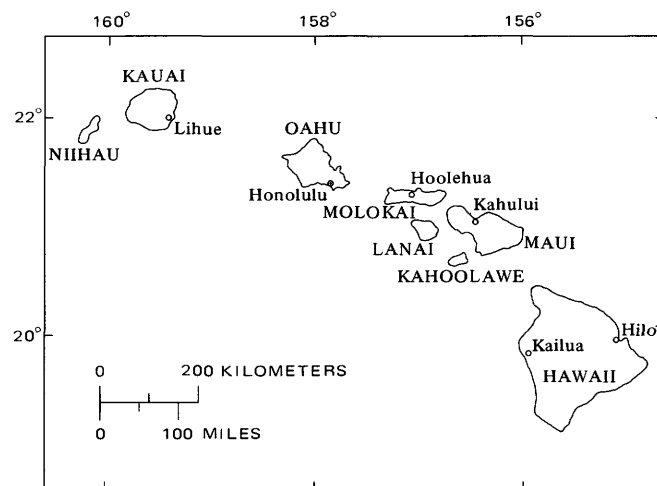 160° 158° 156°
KAUAI
22°
Lihue
OAHU
NIIHAU
Hoolehua
Honolulu
Kahului
MOLOKAI
LANAI
MAUI
KAHOOLAWE
20°
Hilo
Kailua
0 200 KILOMETERS
HAWAII
0 100 MILES